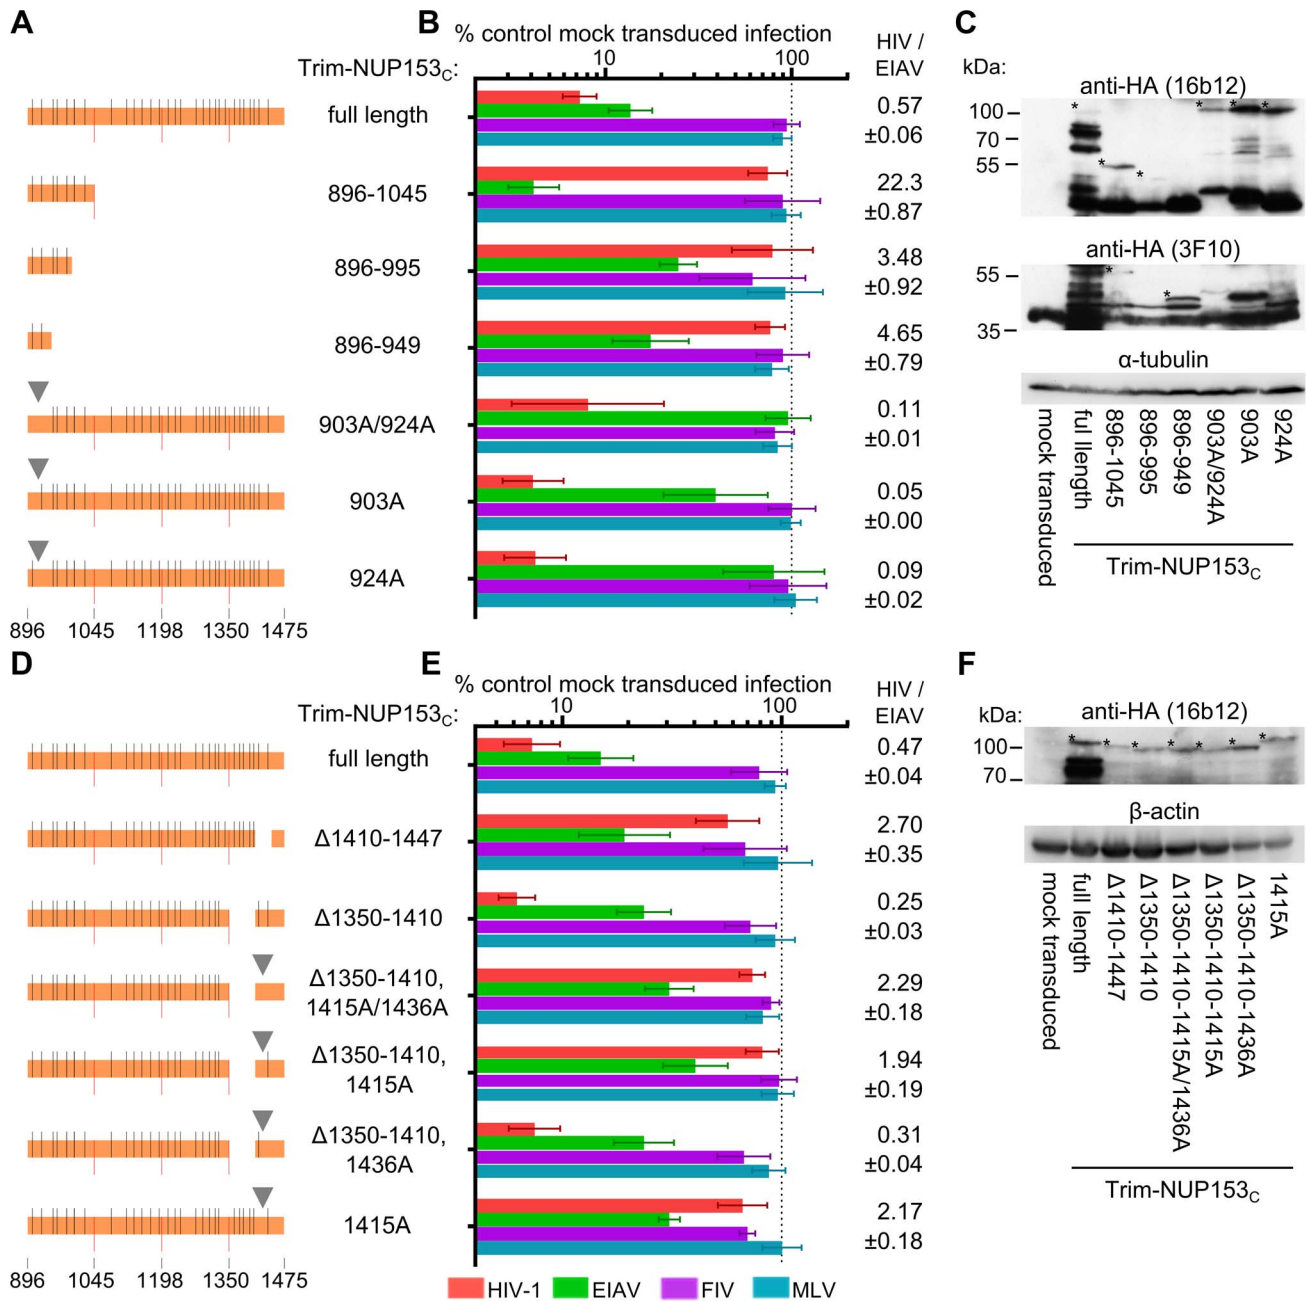 A
B
% control mock transduced infection
Trim-NUP153C:
10
100
HIV /
EIAV
full length
0.57
±0.06
896-1045
22.3
±0.87
896-995
3.48
±0.92
896-949
4.65
±0.79
903A/924A
0.11
±0.01
903A
0.05
±0.00
924A
0.09
±0.02
896
1045
1198
1350
1475
C
kDa:
anti-HA (16b12)
100
70
55
*
*
*
*
*
*
anti-HA (3F10)
55
35
*
*
α-tubulin
mock transduced
ful llength
896-1045
896-995
896-949
903A/924A
903A
924A
Trim-NUP153C
D
E
% control mock transduced infection
Trim-NUP153C:
10
100
HIV /
EIAV
full length
0.47
±0.04
Δ1410-1447
2.70
±0.35
Δ1350-1410
0.25
±0.03
Δ1350-1410,
1415A/1436A
2.29
±0.18
Δ1350-1410,
1415A
1.94
±0.19
Δ1350-1410,
1436A
0.31
±0.04
1415A
2.17
±0.18
896
1045
1198
1350
1475
HIV-1
EIAV
FIV
MLV
F
kDa:
anti-HA (16b12)
100
70
*
*
*
*
*
*
*
β-actin
mock transduced
full length
Δ1410-1447
Δ1350-1410
Δ1350-1410-1415A/1436A
Δ1350-1410-1415A
Δ1350-1410-1436A
1415A
Trim-NUP153C